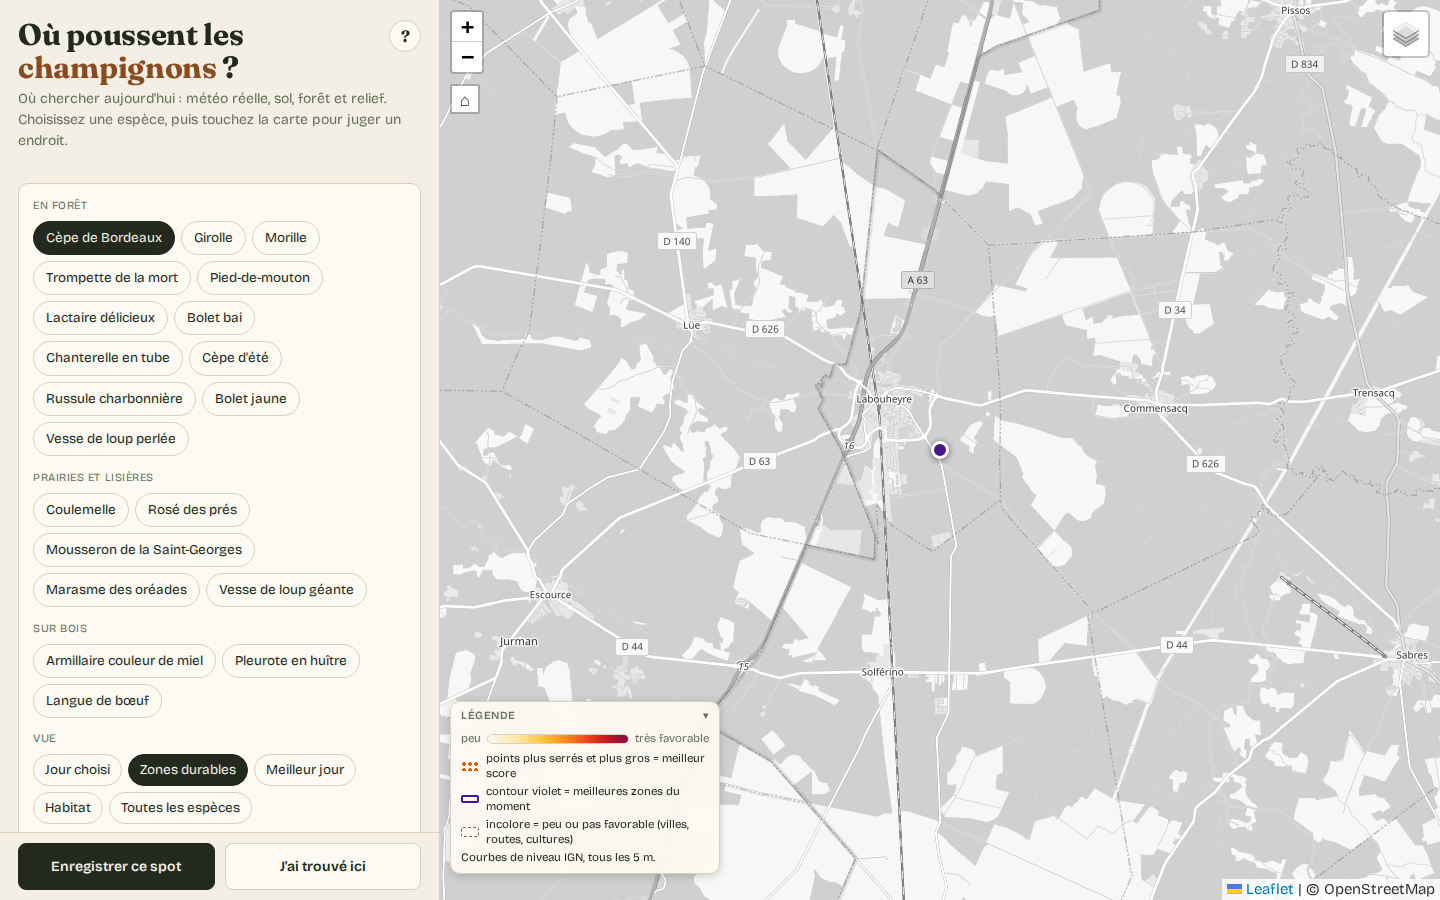 Où poussent les
champignons ?
?
Où chercher aujourd'hui : météo réelle, sol, forêt et relief.
Choisissez une espèce, puis touchez la carte pour juger un
endroit.
EN FORÊT
Cèpe de Bordeaux
Girolle
Morille
Trompette de la mort
Pied-de-mouton
Lactaire délicieux
Bolet bai
Chanterelle en tube
Cèpe d'été
Russule charbonnière
Bolet jaune
Vesse de loup perlée
PRAIRIES ET LISIÈRES
Coulemelle
Rosé des prés
Mousseron de la Saint-Georges
Marasme des oréades
Vesse de loup géante
SUR BOIS
Armillaire couleur de miel
Pleurote en huître
Langue de bœuf
VUE
Jour choisi
Zones durables
Meilleur jour
Habitat
Toutes les espèces
Enregistrer ce spot
J'ai trouvé ici
+
−
⌂
Pissos
D 834
D 140
A 63
D 34
Lüe
D 626
Labouheyre
Commensacq
Trensacq
16
D 63
D 626
Escource
Jurman
D 44
15
Solférino
D 44
Sabres
LÉGENDE ▾
peu très favorable
points plus serrés et plus gros = meilleur
score
contour violet = meilleures zones du
moment
incolore = peu ou pas favorable (villes,
routes, cultures)
Courbes de niveau IGN, tous les 5 m.
Leaflet | © OpenStreetMap